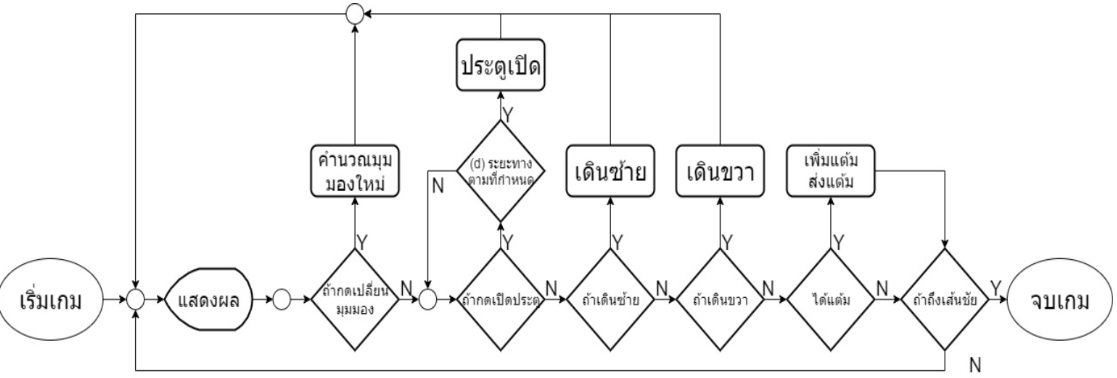 ประตูเปิด
Y
คำนวณมุม
มองใหม่
(d) ระยะทาง
ตามที่กำหนด
เดินซ้าย
เดินขวา
เพิ่มแต้ม
ส่งแต้ม
N
Y
Y
Y
Y
Y
เริ่มเกม
แสดงผล
ถ้ากดเปลี่ยน
มุมมอง
N
ถ้ากดเปิดประตู
N
ถ้าเดินซ้าย
N
ถ้าเดินขวา
N
ได้แต้ม
N
ถ้าถึงเส้นชัย
Y
จบเกม
N